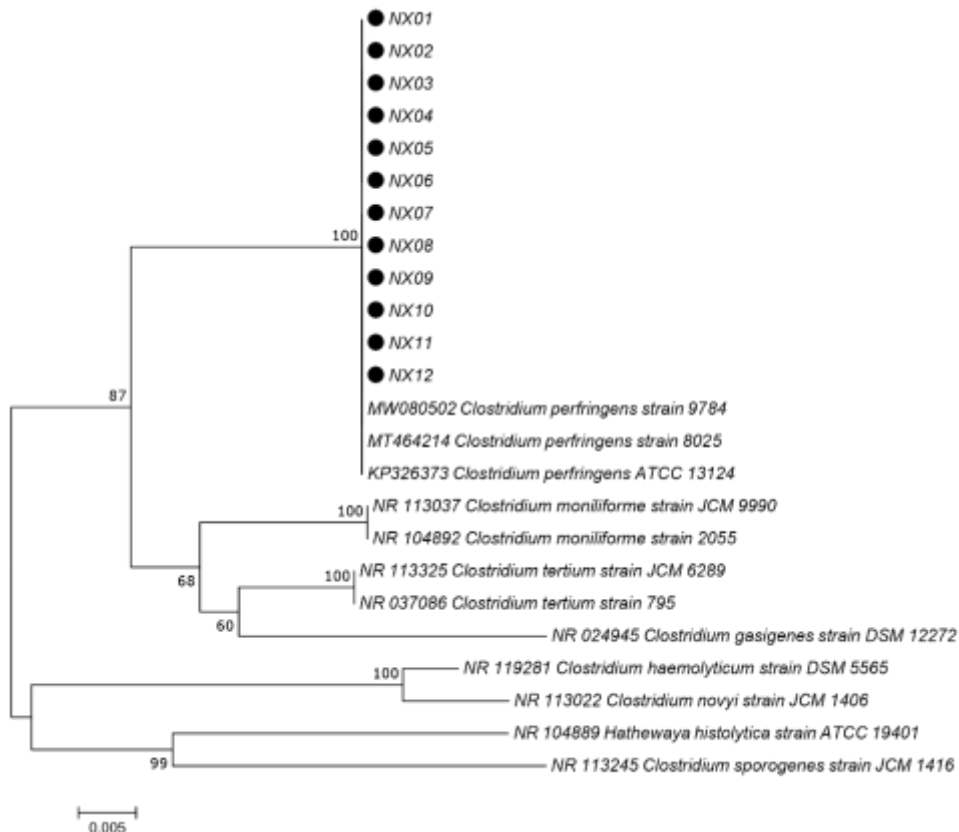 NX01
NX02
NX03
NX04
NX05
NX06
NX07
100
NX08
NX09
NX10
NX11
NX12
87
MW080502 Clostridium perfringens strain 9784
MT464214 Clostridium perfringens strain 8025
KP326373 Clostridium perfringens ATCC 13124
NR 113037 Clostridium moniliforme strain JCM 9990
100
NR 104892 Clostridium moniliforme strain 2055
NR 113325 Clostridium tertium strain JCM 6289
100
68
NR 037086 Clostridium tertium strain 795
60
NR 024945 Clostridium gasigenes strain DSM 12272
NR 119281 Clostridium haemolyticum strain DSM 5565
100
NR 113022 Clostridium novyi strain JCM 1406
NR 104889 Hathewaya histolytica strain ATCC 19401
99
NR 113245 Clostridium sporogenes strain JCM 1416
0.005